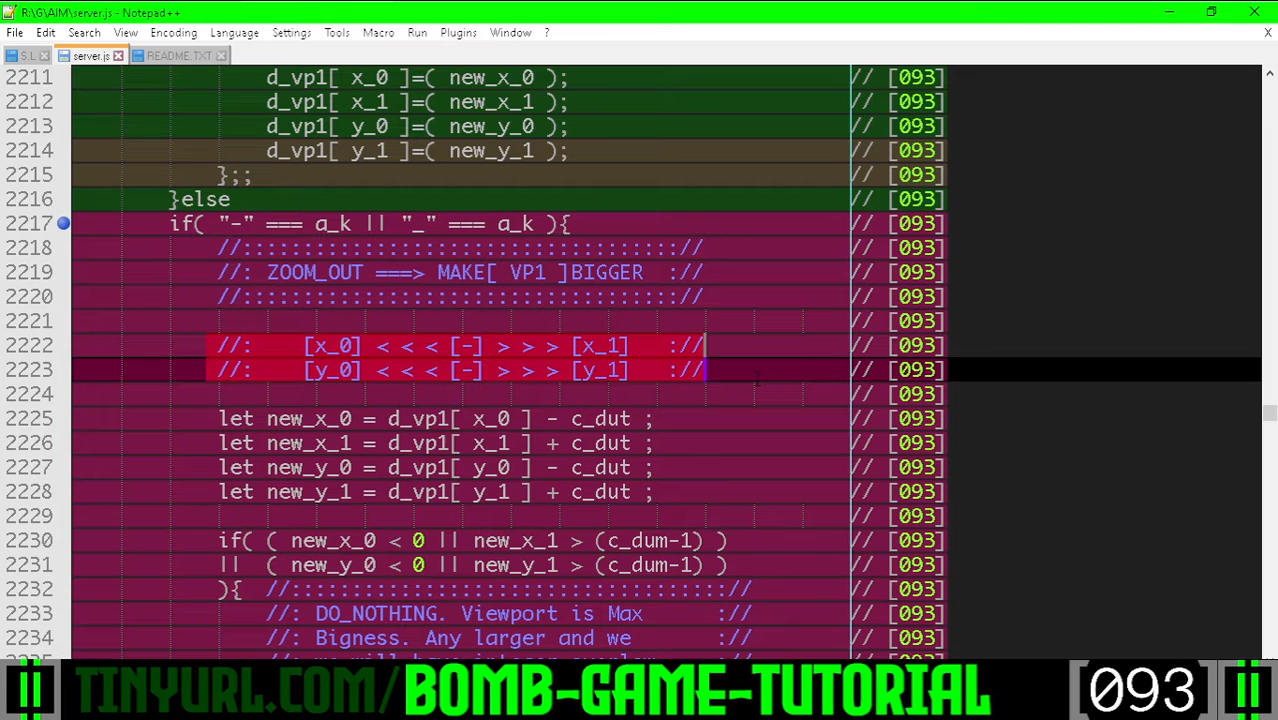 R:\G\AIM\server.js - Notepad++
File Edit Search View Encoding Language Settings Tools Macro Run Plugins Window ? X
S.L server.js README.TXT
2211 d_vp1[ x_0 ]=( new_x_0 ); // [093]
2212 d_vp1[ x_1 ]=( new_x_1 ); // [093]
2213 d_vp1[ y_0 ]=( new_y_0 ); // [093]
2214 d_vp1[ y_1 ]=( new_y_1 ); // [093]
2215 };; // [093]
2216 }else // [093]
2217 if( "-" === a_k || "_" === a_k ){ // [093]
2218 //::::::::::::::::::::::::::::::::::::// // [093]
2219 //: ZOOM_OUT ===> MAKE[ VP1 ]BIGGER :// // [093]
2220 //::::::::::::::::::::::::::::::::::::// // [093]
2221 // [093]
2222 //: [x_0] < < < [-] > > > [x_1] :// // [093]
2223 //: [y_0] < < < [-] > > > [y_1] :// // [093]
2224 // [093]
2225 let new_x_0 = d_vp1[ x_0 ] - c_dut ; // [093]
2226 let new_x_1 = d_vp1[ x_1 ] + c_dut ; // [093]
2227 let new_y_0 = d_vp1[ y_0 ] - c_dut ; // [093]
2228 let new_y_1 = d_vp1[ y_1 ] + c_dut ; // [093]
2229 // [093]
2230 if( ( new_x_0 < 0 || new_x_1 > (c_dum-1) ) // [093]
2231 || ( new_y_0 < 0 || new_y_1 > (c_dum-1) ) // [093]
2232 ){ //::::::::::::::::::::::::::::::::::::// // [093]
2233 //: DO_NOTHING. Viewport is Max :// // [093]
2234 //: Bigness. Any larger and we :// // [093]
TINYURL.COM/BOMB-GAME-TUTORIAL 093